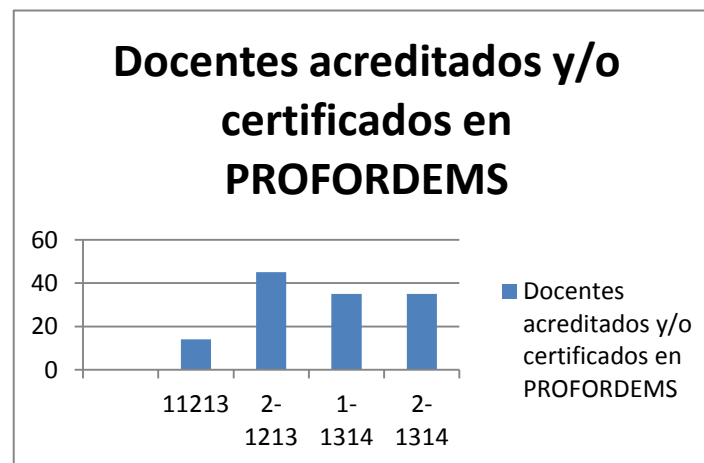 Docentes acreditados y/o
certificados en
PROFORDEMS
60
40
20
0
11213
2-
1213
1-
1314
2-
1314
Docentes
acreditados y/o
certificados en
PROFORDEMS